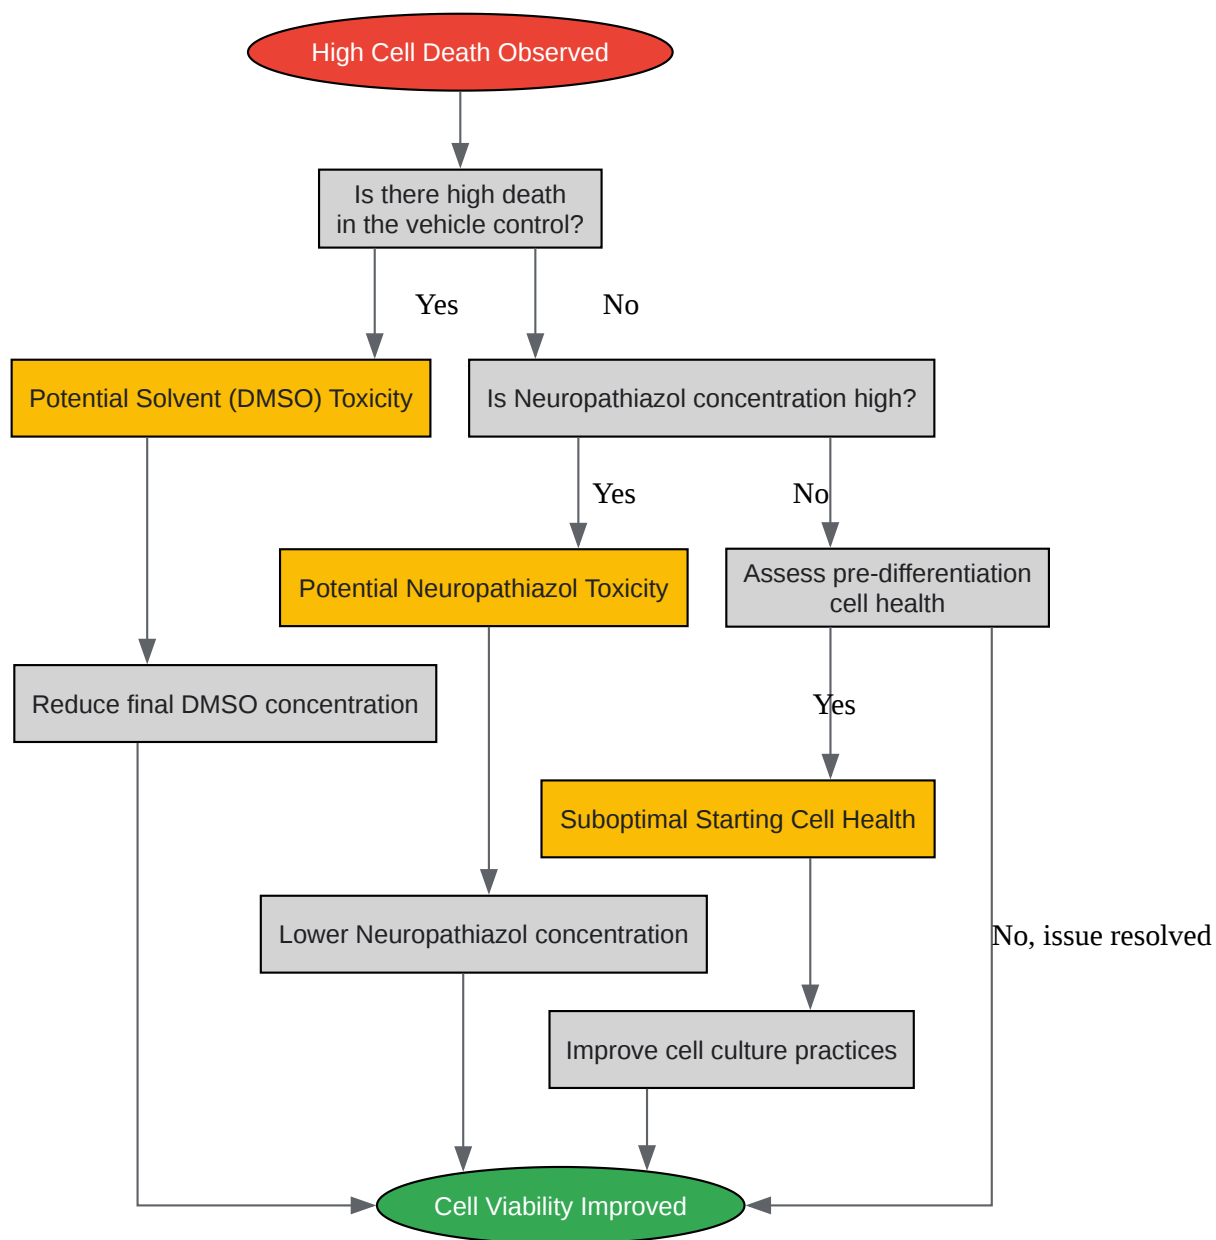 High Cell Death Observed
Is there high death
in the vehicle control?
Yes
No
Potential Solvent (DMSO) Toxicity
Is Neuropathiazol concentration high?
Yes
No
Potential Neuropathiazol Toxicity
Assess pre-differentiation
cell health
Reduce final DMSO concentration
Yes
Suboptimal Starting Cell Health
Lower Neuropathiazol concentration
No, issue resolved
Improve cell culture practices
Cell Viability Improved